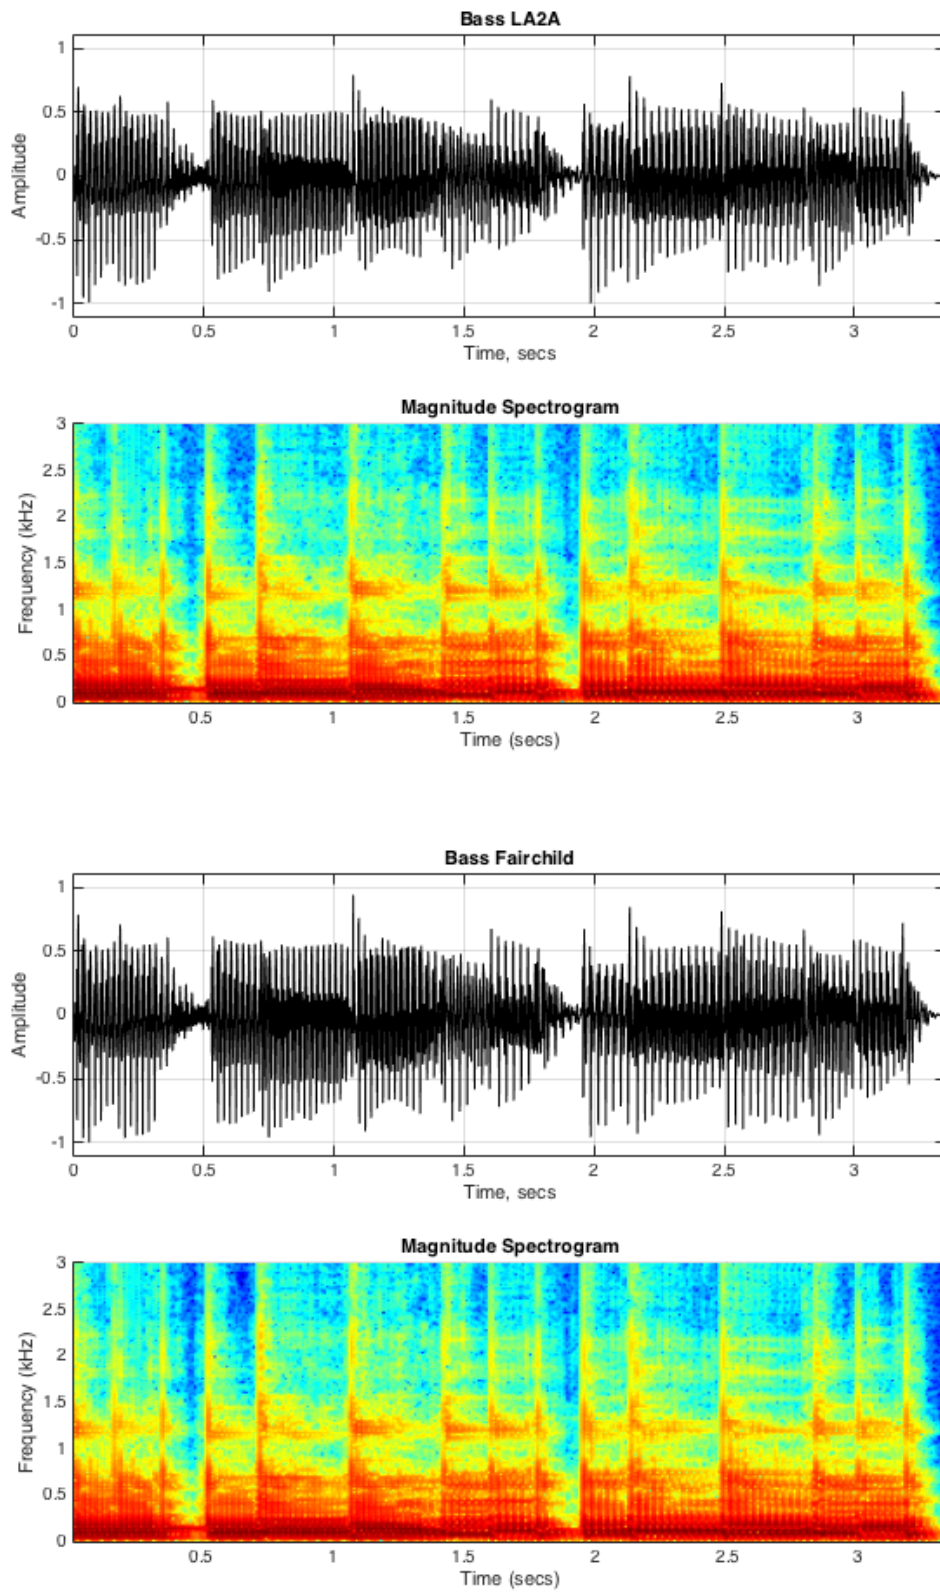 Bass LA2A
1
0.5
0
-0.5
-1
Amplitude
0 0.5 1 1.5 2 2.5 3
Time, secs
Magnitude Spectrogram
3
2.5
2
1.5
1
0.5
0
Frequency (kHz)
0.5 1 1.5 2 2.5 3
Time (secs)
Bass Fairchild
1
0.5
0
-0.5
-1
Amplitude
0 0.5 1 1.5 2 2.5 3
Time, secs
Magnitude Spectrogram
3
2.5
2
1.5
1
0.5
0
Frequency (kHz)
0.5 1 1.5 2 2.5 3
Time (secs)